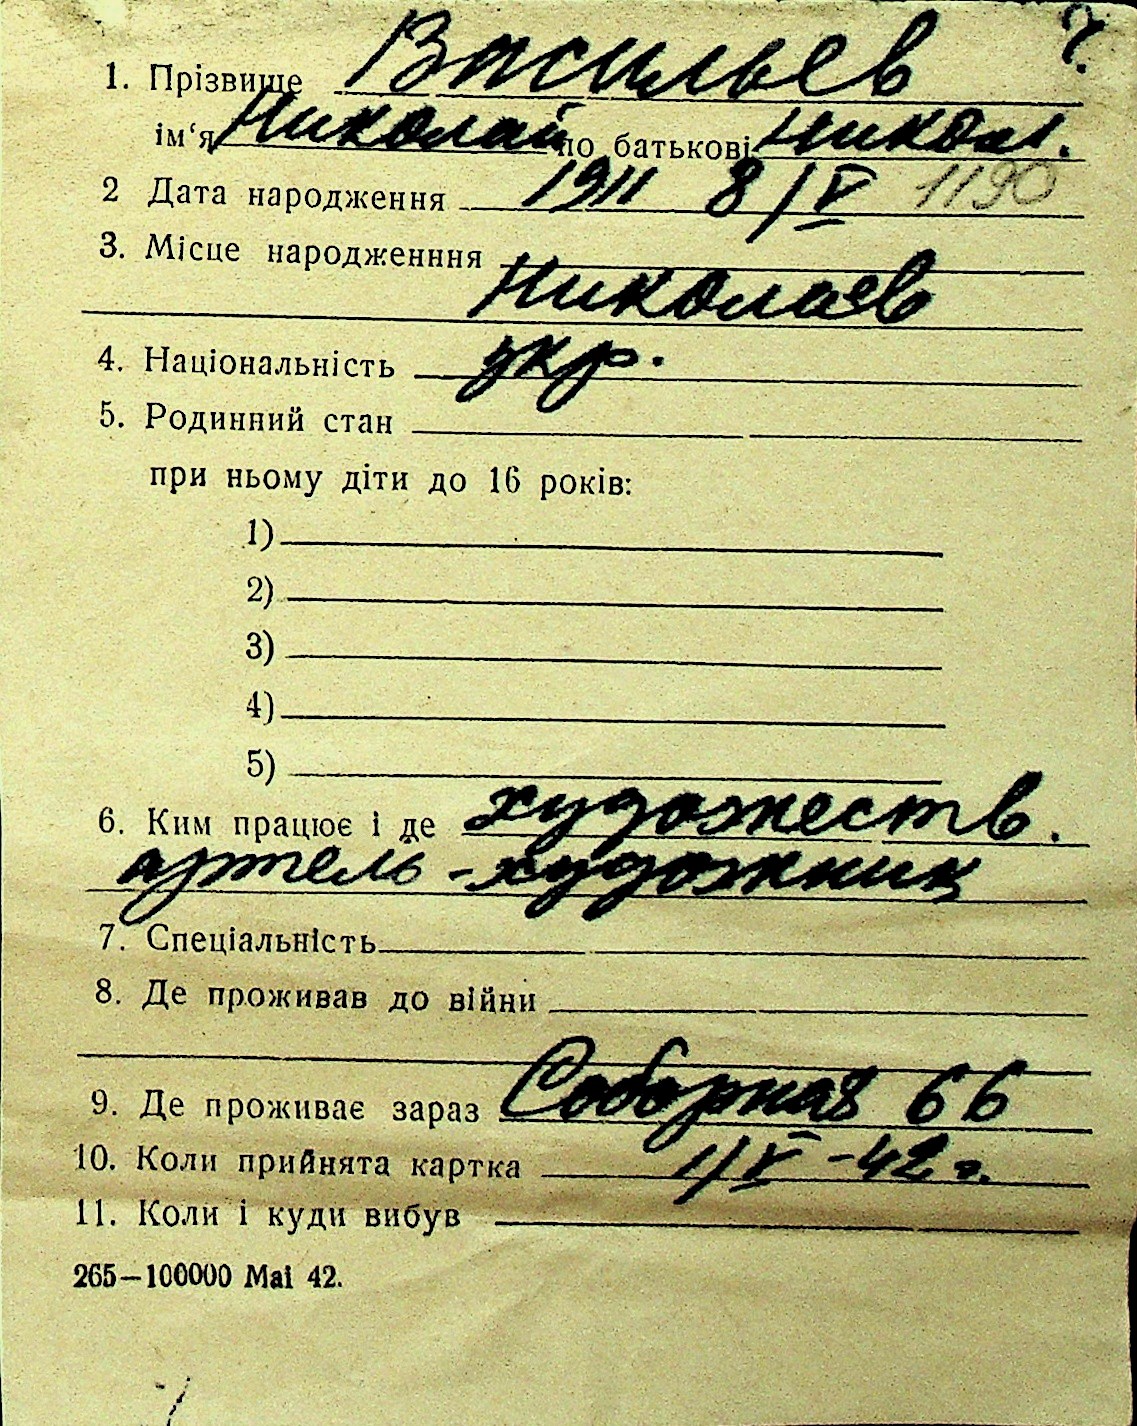 ч.
1. Прізвище Васильев
ім‘я Николай по батькові Никол.
2 Дата народження 1911 8/V 1190
3. Місце народженння
Николаев
4. Національність укр.
5. Родинний стан
при ньому діти до 16 років:
1)
2)
3)
4)
5)
6. Ким працює і де художеств.
артель - художник
7. Спеціальність
8. Де проживав до війни
9. Де проживає зараз Соборная 66
10. Коли прийнята картка 1/V -42 г.
11. Коли і куди вибув
265—100000 Mai 42.